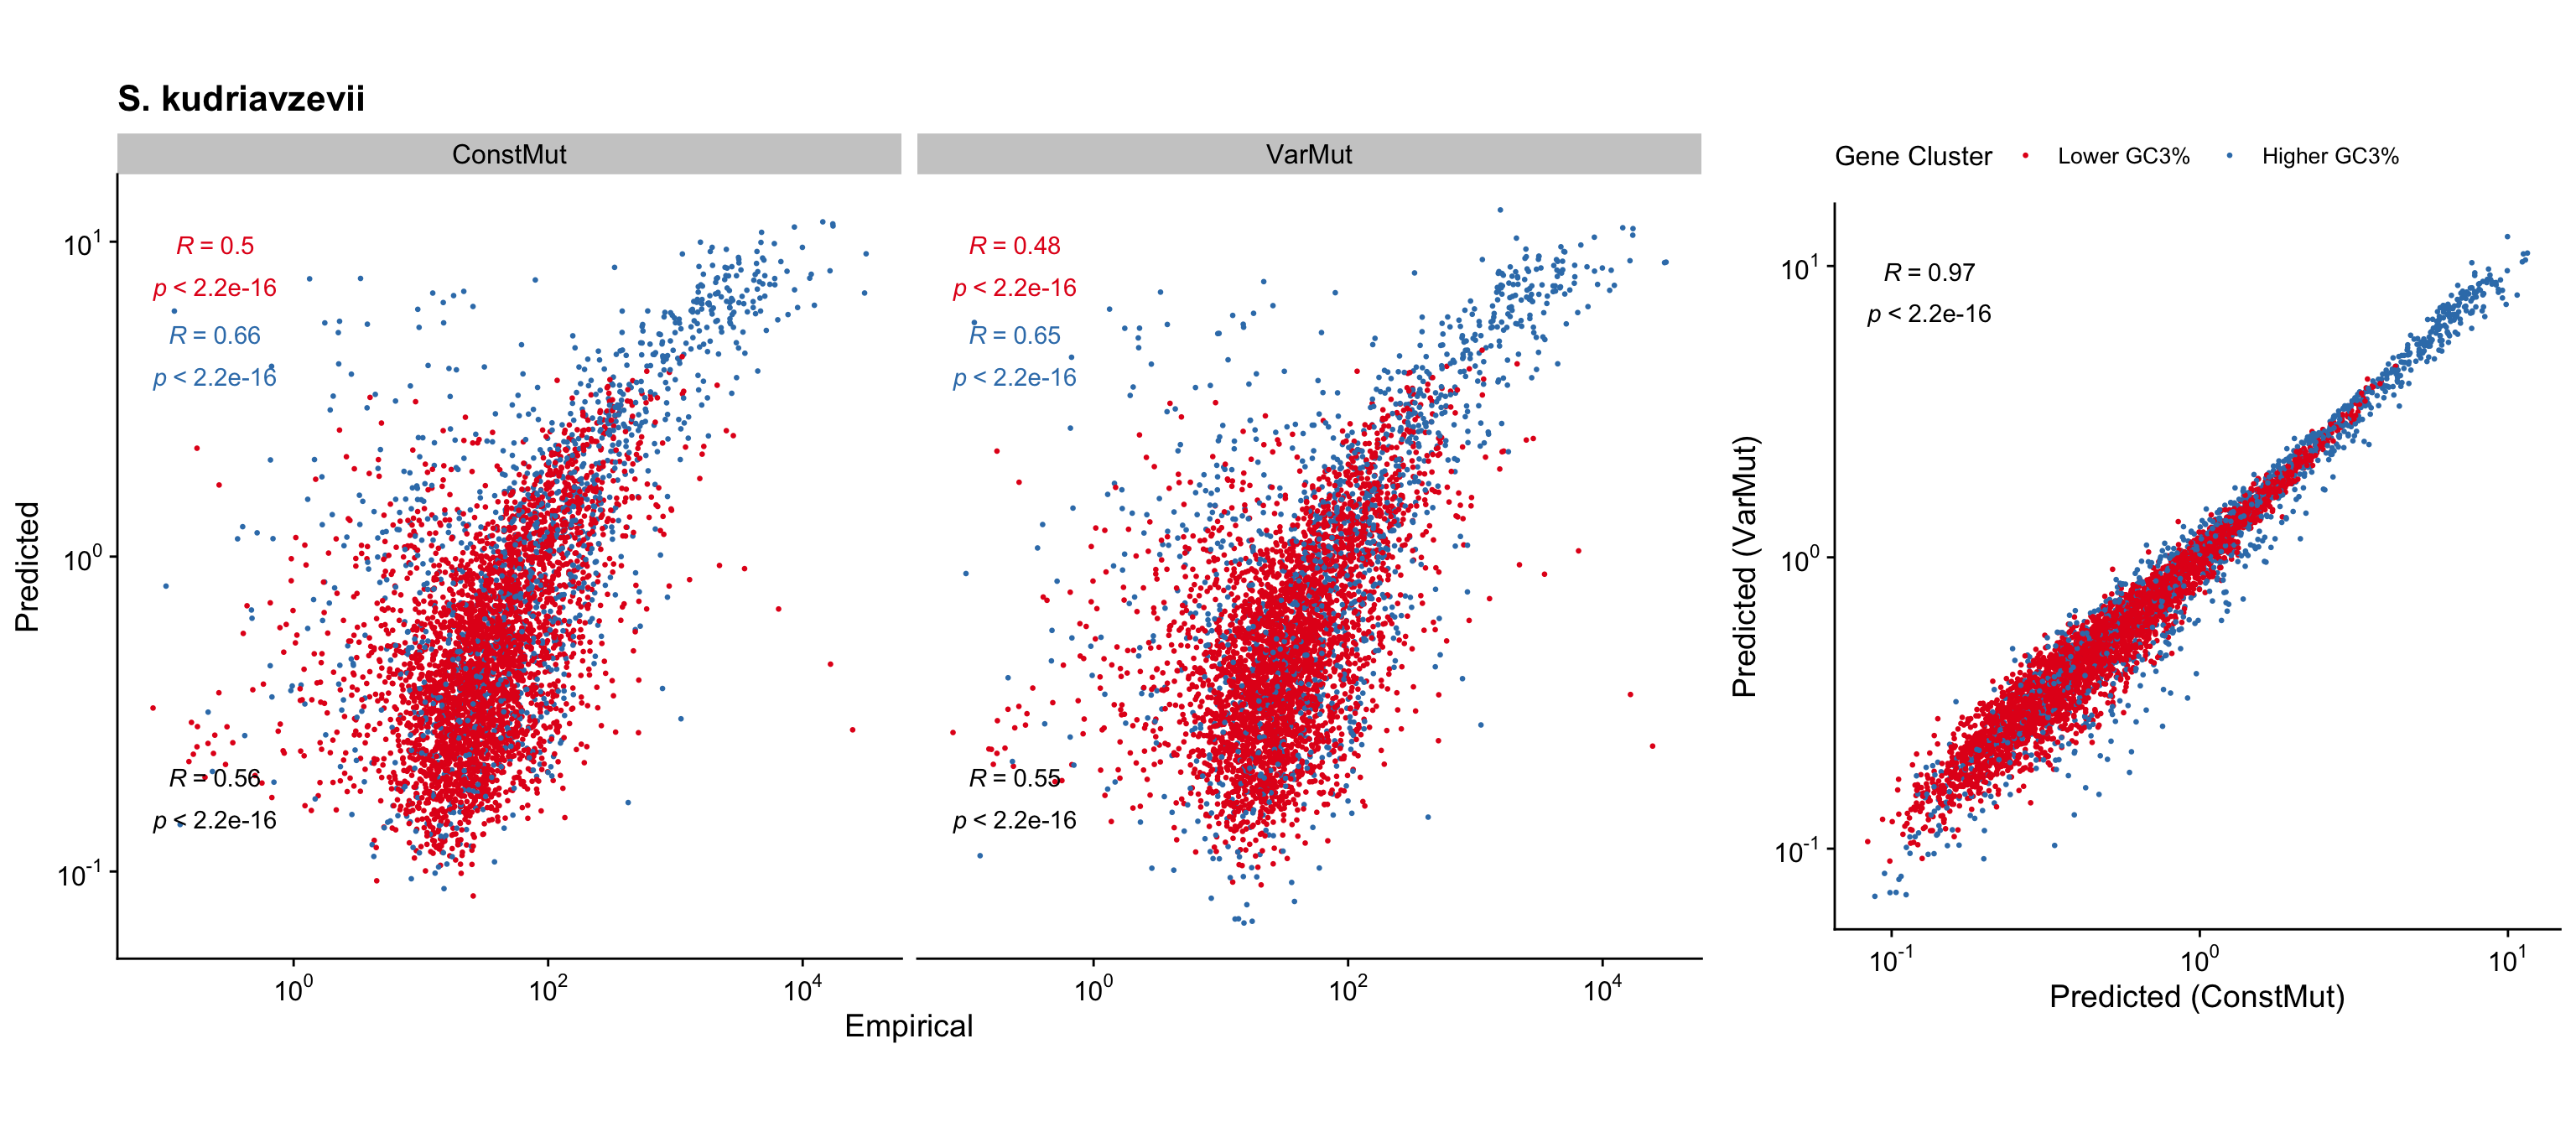 S. kudriavzevii
ConstMut
VarMut
Gene Cluster Lower GC3% Higher GC3%
Predicted
10^1
10^0
10^-1
R = 0.5
p < 2.2e-16
R = 0.66
p < 2.2e-16
R = 0.56
p < 2.2e-16
10^0 10^2 10^4
R = 0.48
p < 2.2e-16
R = 0.65
p < 2.2e-16
R = 0.55
p < 2.2e-16
10^0 10^2 10^4
Empirical
Predicted (VarMut)
10^1
10^0
10^-1
R = 0.97
p < 2.2e-16
10^-1 10^0 10^1
Predicted (ConstMut)